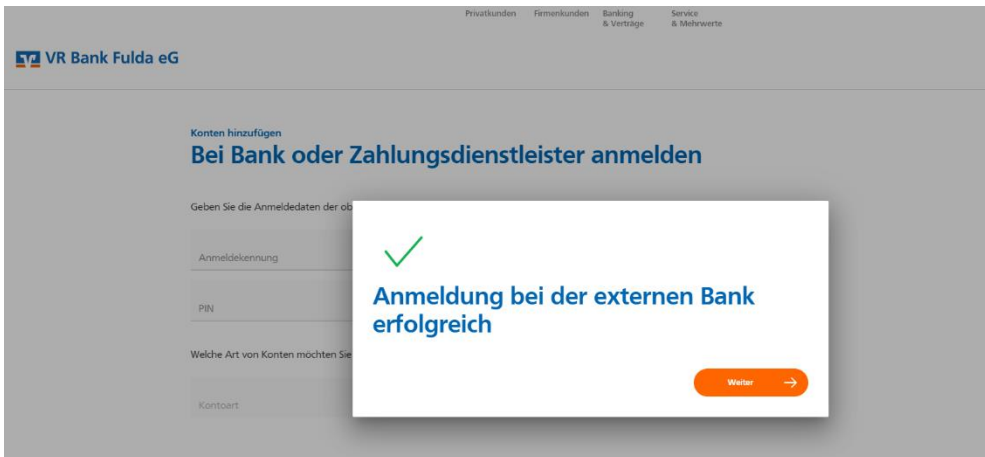 Privatkunden
Firmenkunden
Banking
& Verträge
Service
& Mehrwerte
VR Bank Fulda eG
Konten hinzufügen
Bei Bank oder Zahlungsdienstleister anmelden
Geben Sie die Anmeldedaten der ob
Anmeldekennung
PIN
Welche Art von Konten möchten Sie
Kontoart
Anmeldung bei der externen Bank
erfolgreich
Weiter